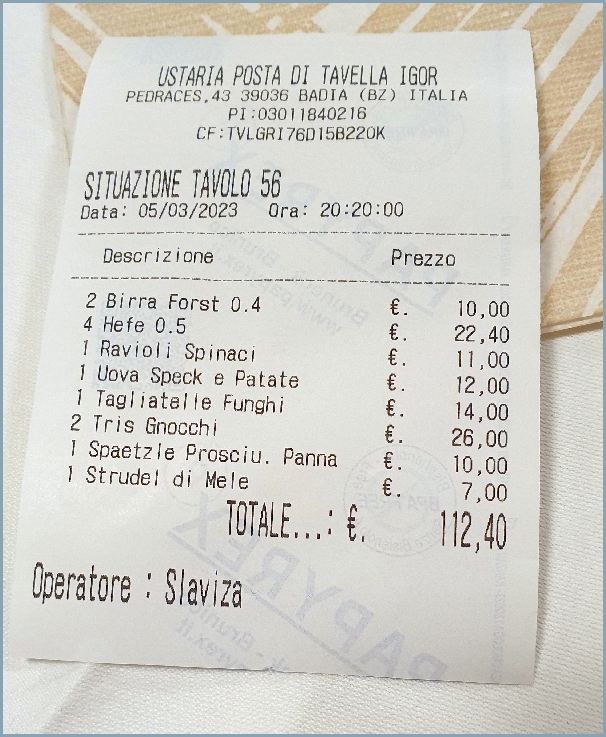 USTARIA POSTA DI TAVELLA IGOR
PEDRACES,43 39036 BADIA (BZ) ITALIA
PI:03011840216
CF:TVLGRI76D15B220K
SITUAZIONE TAVOLO 56
Data: 05/03/2023 Ora: 20:20:00
Descrizione Prezzo
2 Birra Forst 0.4 €. 10,00
4 Hefe 0.5 €. 22,40
1 Ravioli Spinaci €. 11,00
1 Uova Speck e Patate €. 12,00
1 Tagliatelle Funghi €. 14,00
2 Tris Gnocchi €. 26,00
1 Spaetzle Prosciu. Panna €. 10,00
1 Strudel di Mele €. 7,00
TOTALE...: €. 112,40
Operatore : Slaviza